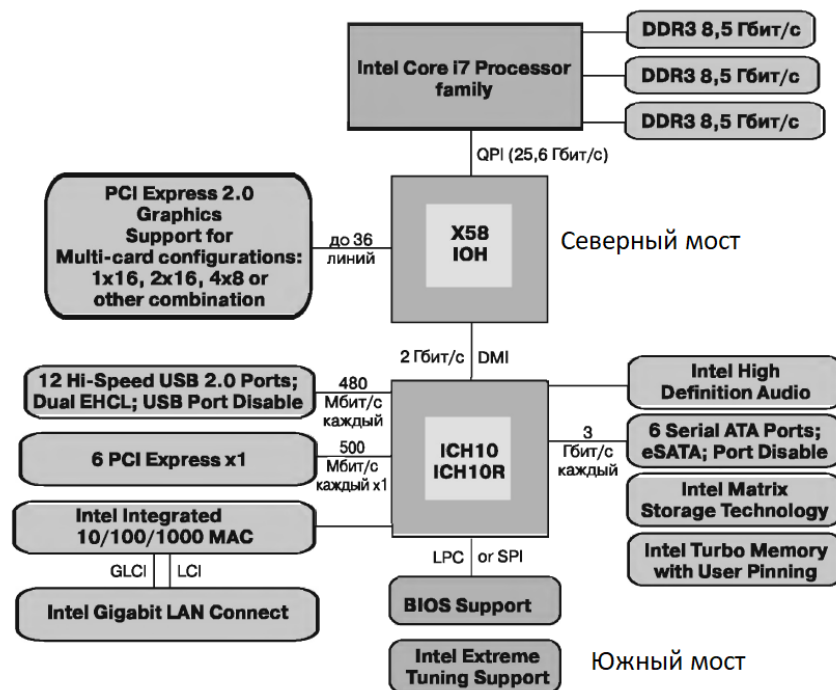 Intel Core i7 Processor
family
DDR3 8,5 Гбит/с
DDR3 8,5 Гбит/с
DDR3 8,5 Гбит/с
QPI (25,6 Гбит/с)
PCI Express 2.0
Graphics
Support for
Multi-card configurations:
1x16, 2x16, 4x8 or
other combination
до 36
линий
X58
IOH
Северный мост
2 Гбит/с DMI
12 Hi-Speed USB 2.0 Ports;
Dual EHCL; USB Port Disable
480
Мбит/с
каждый
6 PCI Express x1
500
Мбит/с
каждый x1
Intel Integrated
10/100/1000 MAC
GLCI LCI
Intel Gigabit LAN Connect
ICH10
ICH10R
Intel High
Definition Audio
3
Гбит/с
каждый
6 Serial ATA Ports;
eSATA; Port Disable
Intel Matrix
Storage Technology
Intel Turbo Memory
with User Pinning
LPC or SPI
BIOS Support
Intel Extreme
Tuning Support
Южный мост